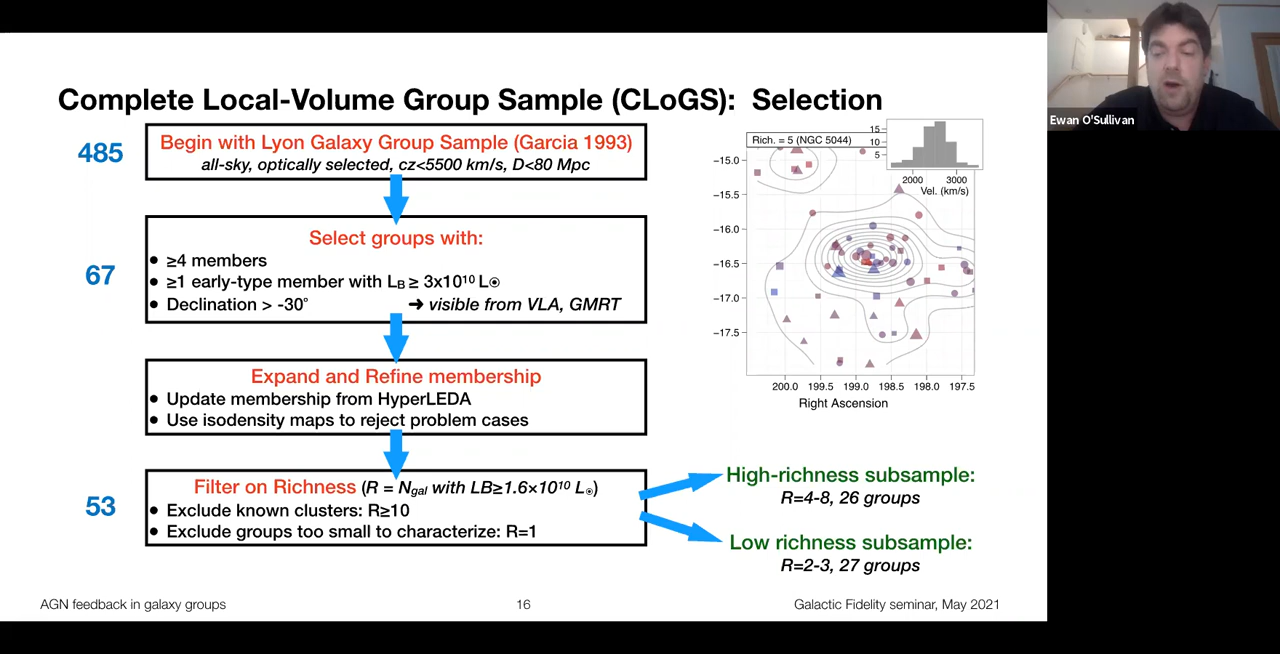 Complete Local-Volume Group Sample (CLoGS): Selection
485
Begin with Lyon Galaxy Group Sample (Garcia 1993)
all-sky, optically selected, cz<5500 km/s, D<80 Mpc
67
Select groups with:
• ≥4 members
• ≥1 early-type member with LB ≥ 3x10¹⁰ L☉
• Declination > -30° ➜ visible from VLA, GMRT
Expand and Refine membership
• Update membership from HyperLEDA
• Use isodensity maps to reject problem cases
53
Filter on Richness (R = Ngal with LB≥1.6×10¹⁰ L☉)
• Exclude known clusters: R≥10
• Exclude groups too small to characterize: R=1
Rich. = 5 (NGC 5044)
15
10
5
2000 3000
Vel. (km/s)
−15.0
−15.5
−16.0
−16.5
−17.0
−17.5
200.0 199.5 199.0 198.5 198.0 197.5
Right Ascension
High-richness subsample:
R=4-8, 26 groups
Low richness subsample:
R=2-3, 27 groups
AGN feedback in galaxy groups
16
Galactic Fidelity seminar, May 2021
Ewan O'Sullivan